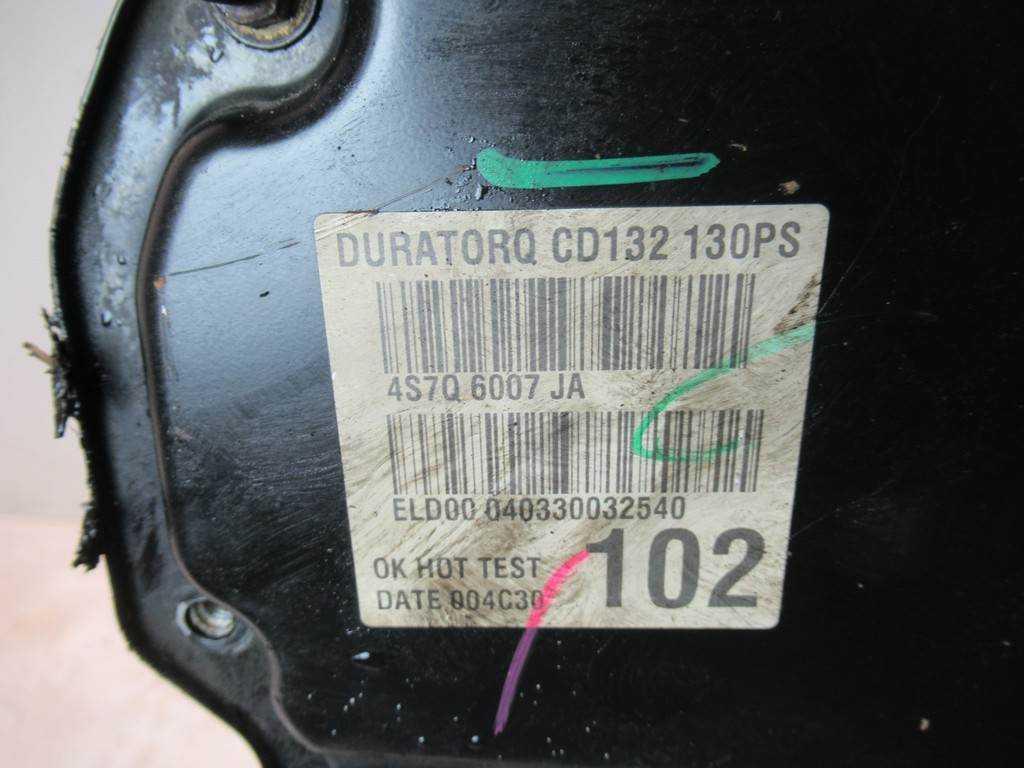 DURATORQ CD132 130PS
4S7Q 6007 JA
ELD00 040330032540
OK HOT TEST
DATE 004C30
102